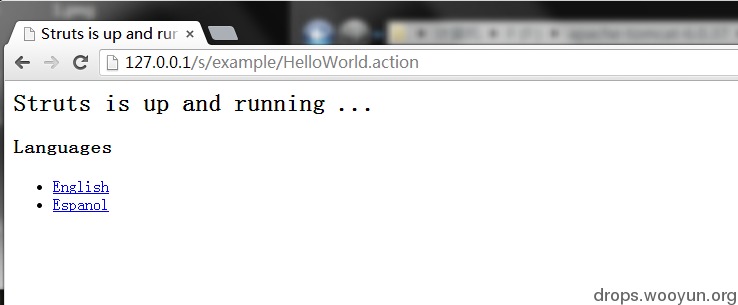 Struts is up and rur
127.0.0.1/s/example/HelloWorld.action
Struts is up and running ...
Languages
English
Espanol
drops.wooyun.org